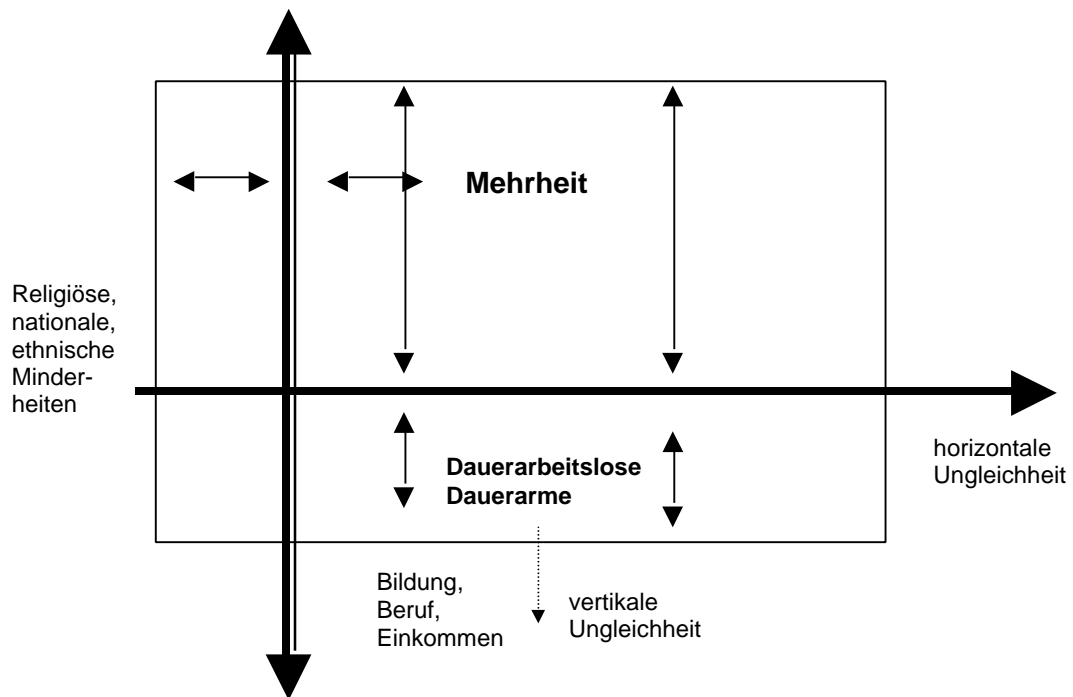 Mehrheit
Religiöse,
nationale,
ethnische
Minder-
heiten
horizontale
Ungleichheit
Dauerarbeitslose
Dauerarme
Bildung,
Beruf,
Einkommen
vertikale
Ungleichheit